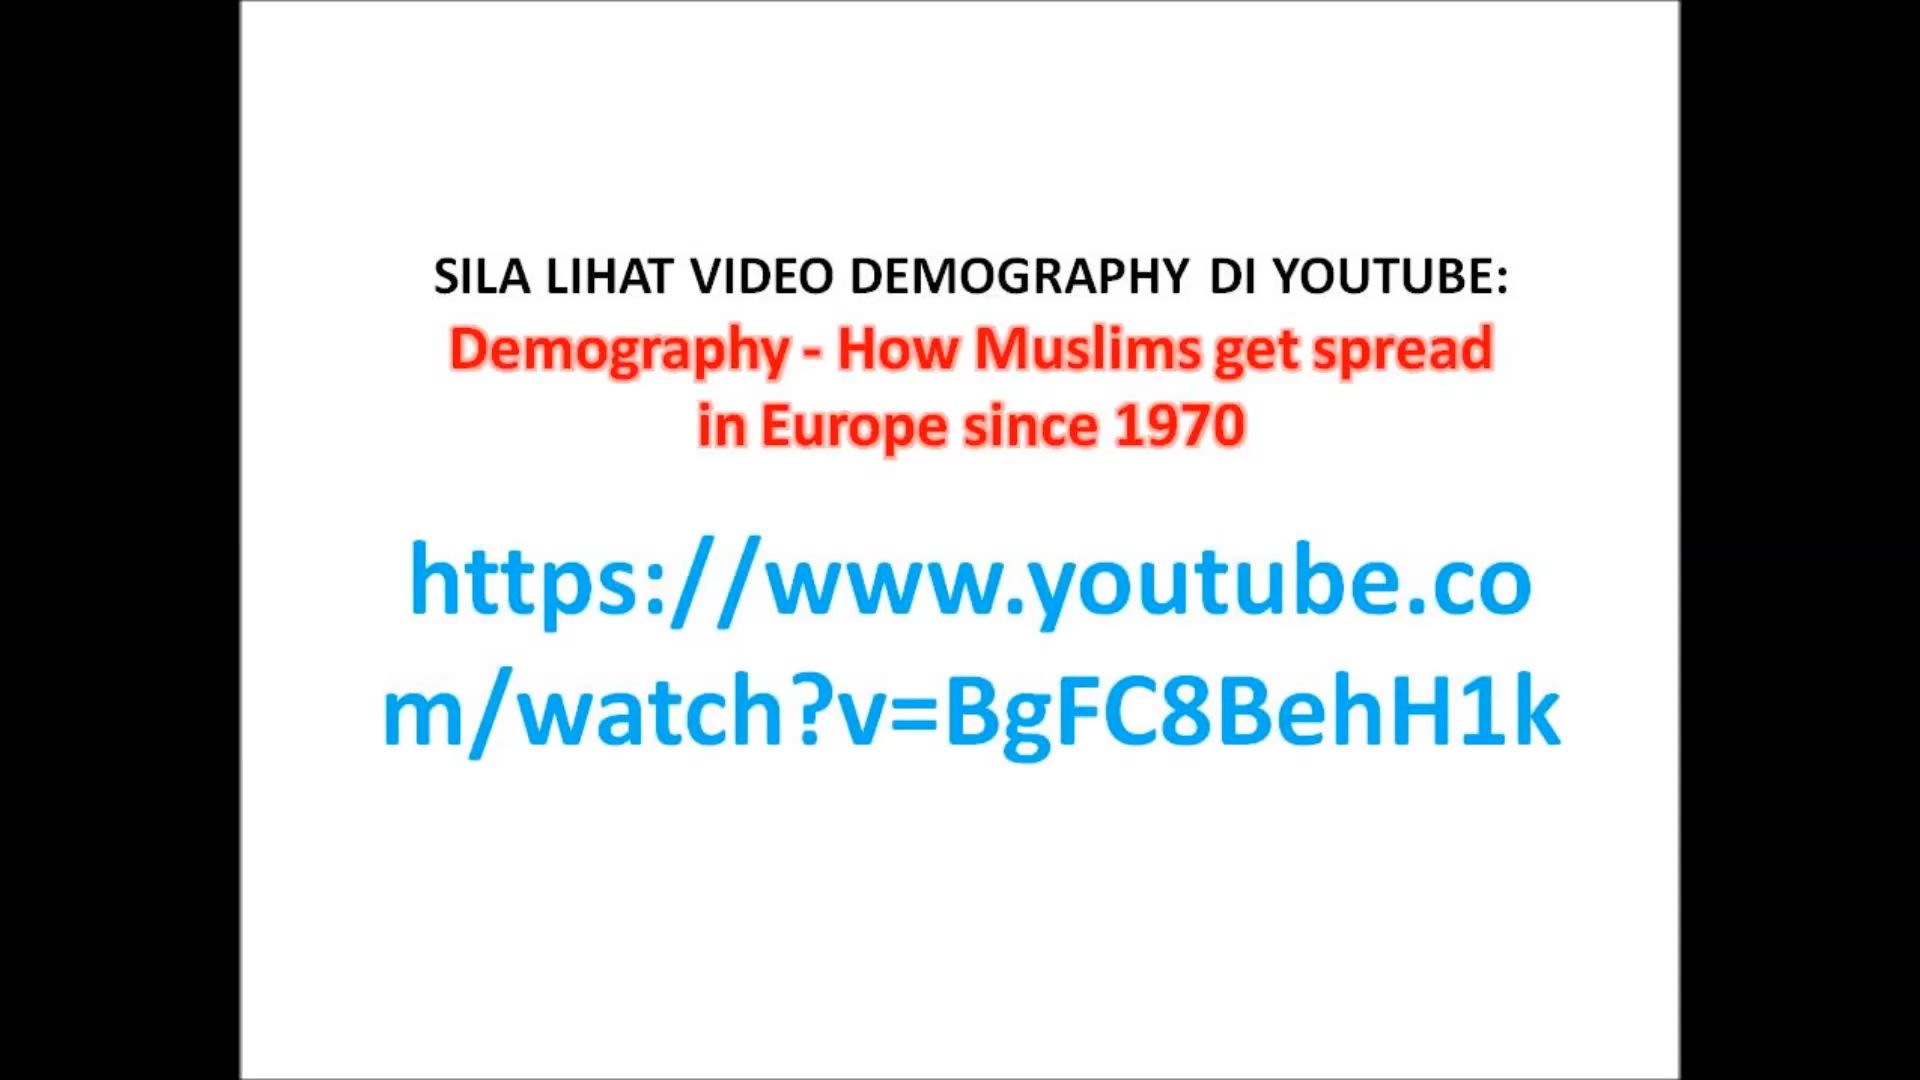 SILA LIHAT VIDEO DEMOGRAPHY DI YOUTUBE:
Demography - How Muslims get spread
in Europe since 1970
https://www.youtube.co
m/watch?v=BgFC8BehH1k